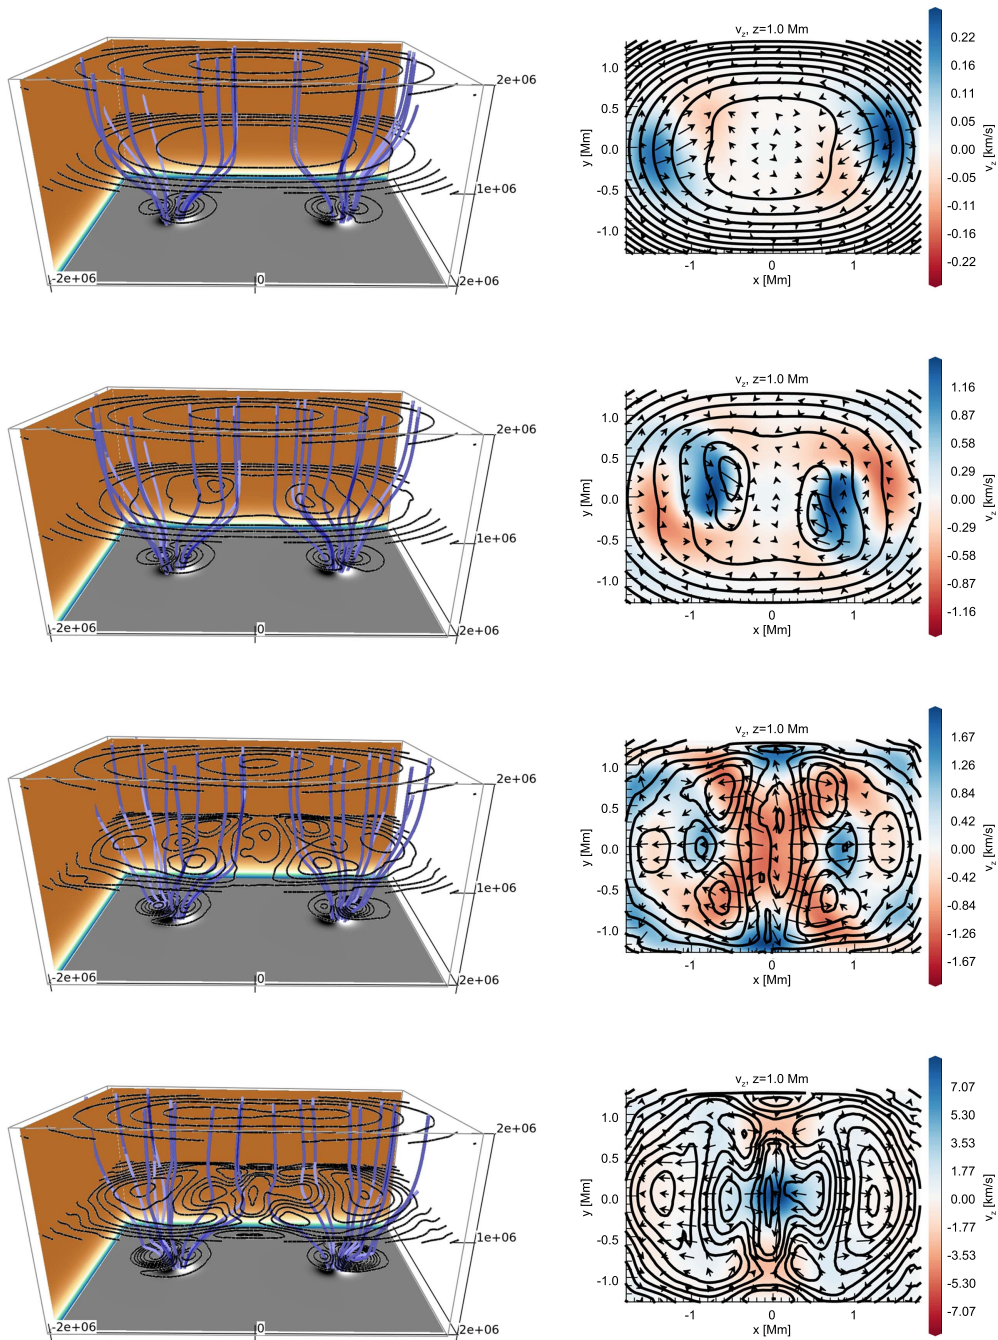 2e+06
1e+06
-2e+06
0
2e+06
v_z, z=1.0 Mm
1.0
0.5
0.0
-0.5
-1.0
y [Mm]
-1
0
1
x [Mm]
0.22
0.16
0.11
0.05
0.00
-0.05
-0.11
-0.16
-0.22
v_z [km/s]
2e+06
1e+06
-2e+06
0
2e+06
v_z, z=1.0 Mm
1.0
0.5
0.0
-0.5
-1.0
y [Mm]
-1
0
1
x [Mm]
1.16
0.87
0.58
0.29
0.00
-0.29
-0.58
-0.87
-1.16
v_z [km/s]
2e+06
1e+06
-2e+06
0
2e+06
v_z, z=1.0 Mm
1.0
0.5
0.0
-0.5
-1.0
y [Mm]
-1
0
1
x [Mm]
1.67
1.26
0.84
0.42
0.00
-0.42
-0.84
-1.26
-1.67
v_z [km/s]
2e+06
1e+06
-2e+06
0
2e+06
v_z, z=1.0 Mm
1.0
0.5
0.0
-0.5
-1.0
y [Mm]
-1
0
1
x [Mm]
7.07
5.30
3.53
1.77
0.00
-1.77
-3.53
-5.30
-7.07
v_z [km/s]